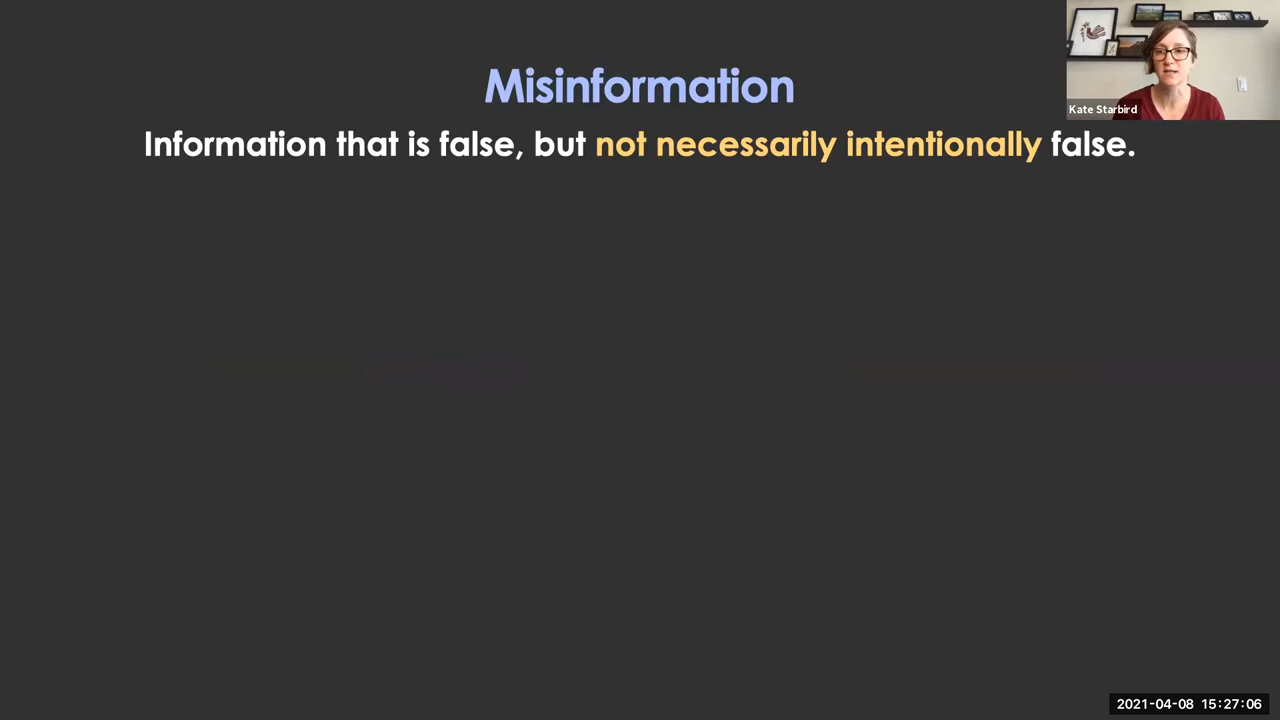 Misinformation
Information that is false, but not necessarily intentionally false.
Kate Starbird
2021-04-08 15:27:06